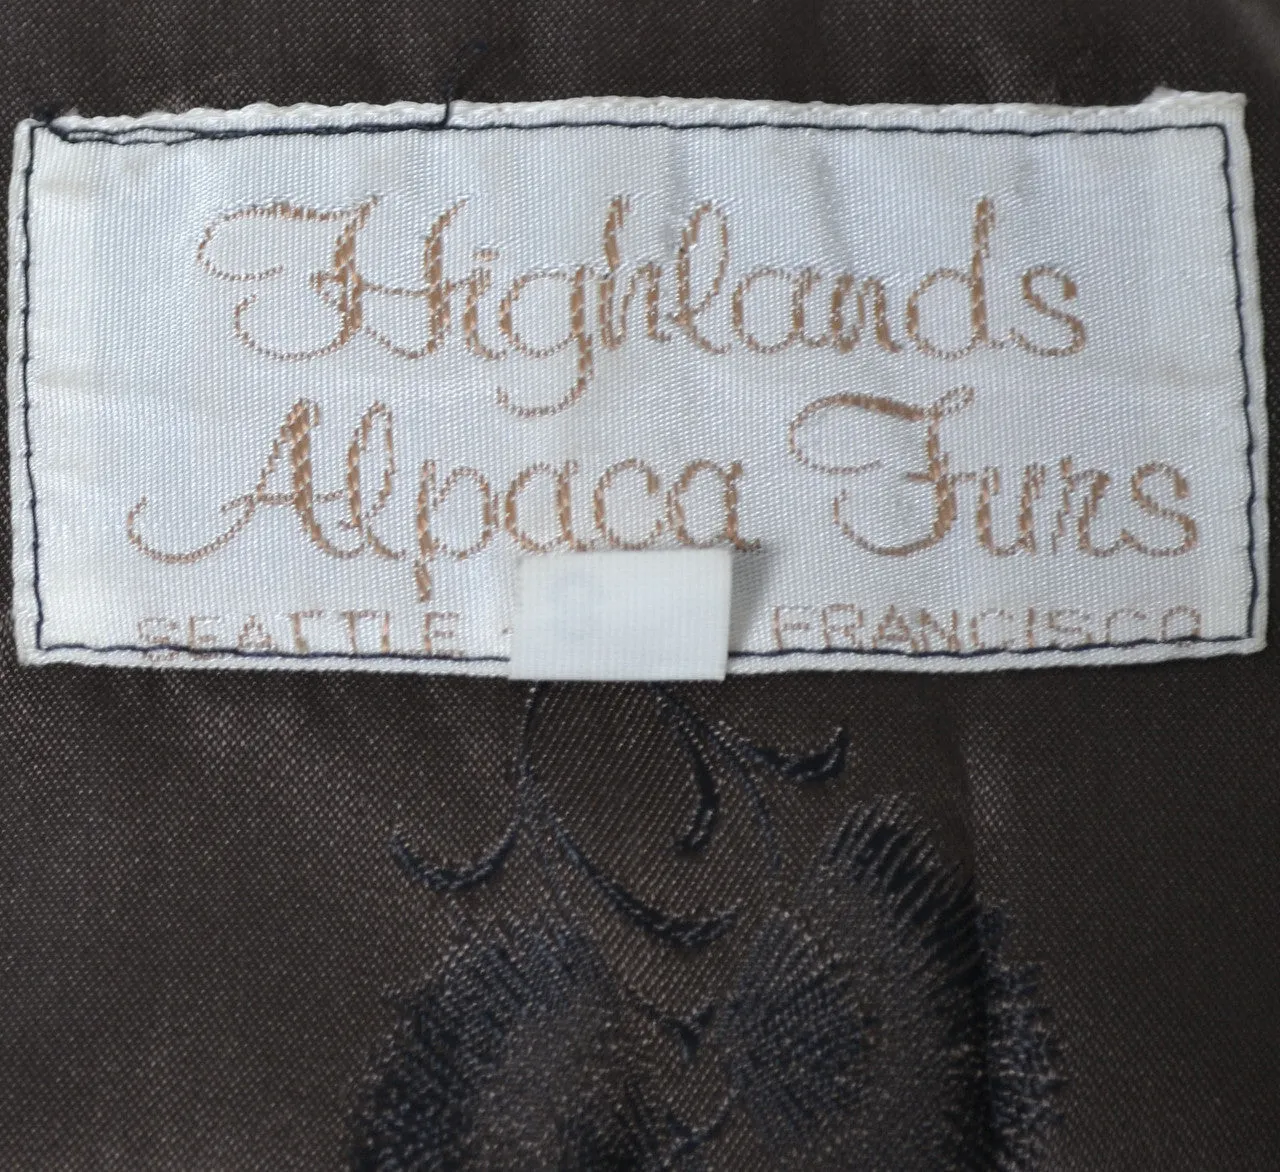 Highlands
Alpaca Furs
SEATTLE FRANCISCO